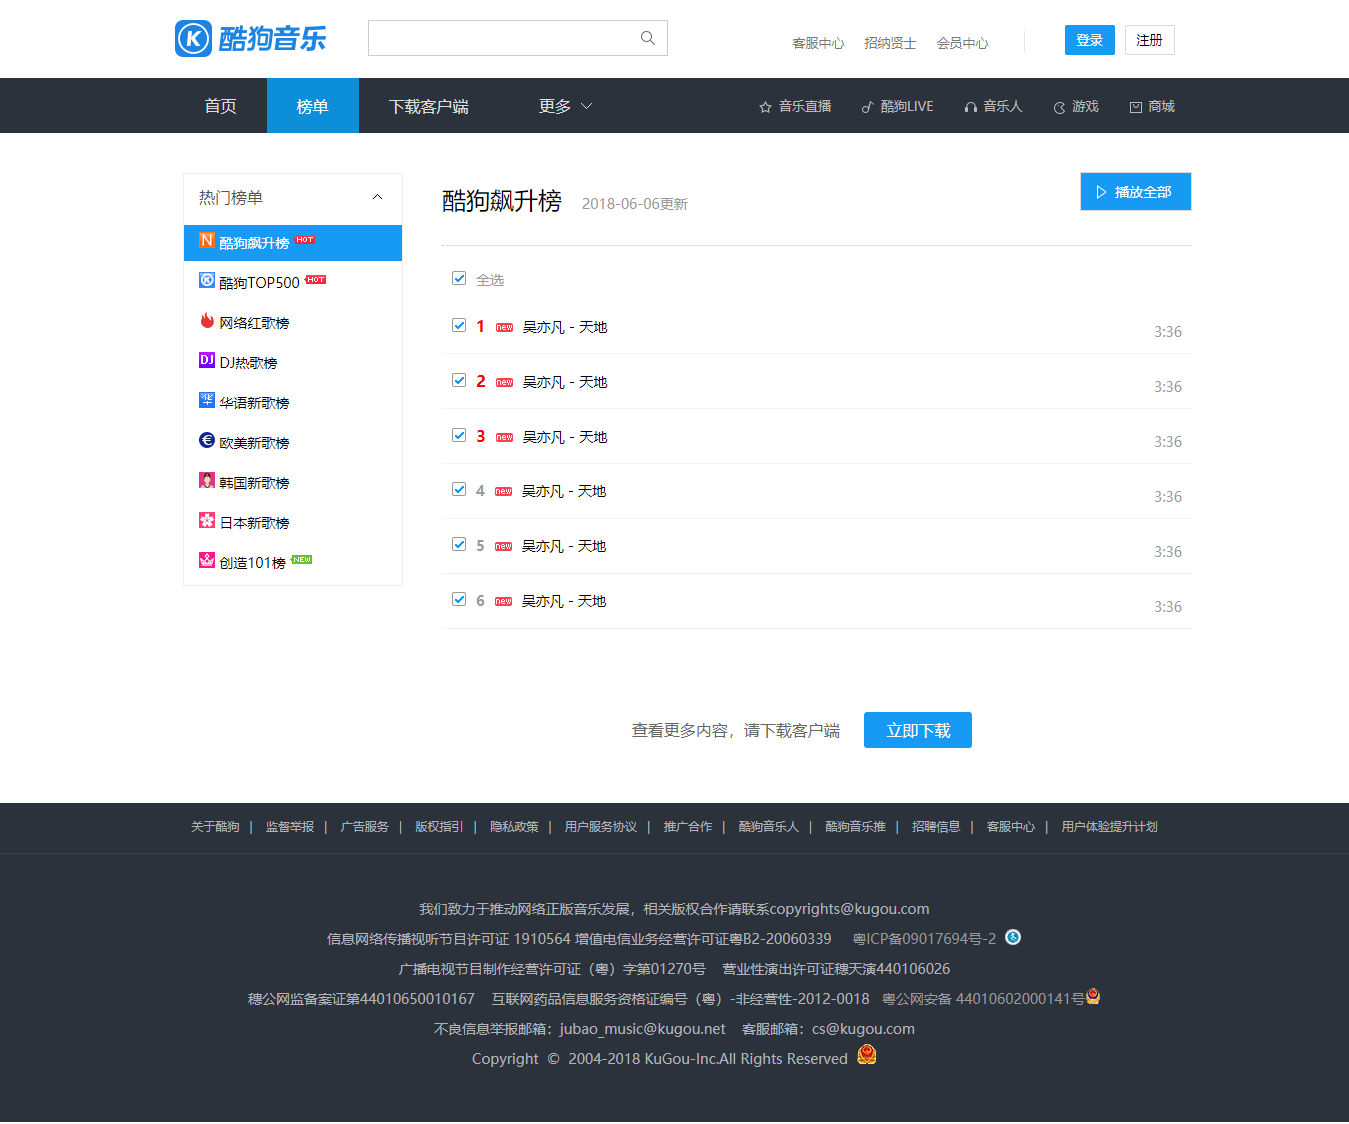 酷狗音乐
客服中心 招纳贤士 会员中心 登录 注册
首页 榜单 下载客户端 更多 音乐直播 酷狗LIVE 音乐人 游戏 商城
热门榜单
N 酷狗飙升榜 HOT
酷狗TOP500 HOT
网络红歌榜
DJ DJ热歌榜
华 华语新歌榜
€ 欧美新歌榜
韩国新歌榜
日本新歌榜
创造101榜 NEW
酷狗飙升榜 2018-06-06更新 播放全部
全选
1 new 吴亦凡 - 天地 3:36
2 new 吴亦凡 - 天地 3:36
3 new 吴亦凡 - 天地 3:36
4 new 吴亦凡 - 天地 3:36
5 new 吴亦凡 - 天地 3:36
6 new 吴亦凡 - 天地 3:36
查看更多内容，请下载客户端 立即下载
关于酷狗 | 监督举报 | 广告服务 | 版权指引 | 隐私政策 | 用户服务协议 | 推广合作 | 酷狗音乐人 | 酷狗音乐推 | 招聘信息 | 客服中心 | 用户体验提升计划
我们致力于推动网络正版音乐发展，相关版权合作请联系copyrights@kugou.com
信息网络传播视听节目许可证 1910564 增值电信业务经营许可证粤B2-20060339 粤ICP备09017694号-2
广播电视节目制作经营许可证（粤）字第01270号 营业性演出许可证穗天演440106026
穗公网监备案证第44010650010167 互联网药品信息服务资格证编号（粤）-非经营性-2012-0018 粤公网安备 44010602000141号
不良信息举报邮箱：jubao_music@kugou.net 客服邮箱：cs@kugou.com
Copyright © 2004-2018 KuGou-Inc.All Rights Reserved